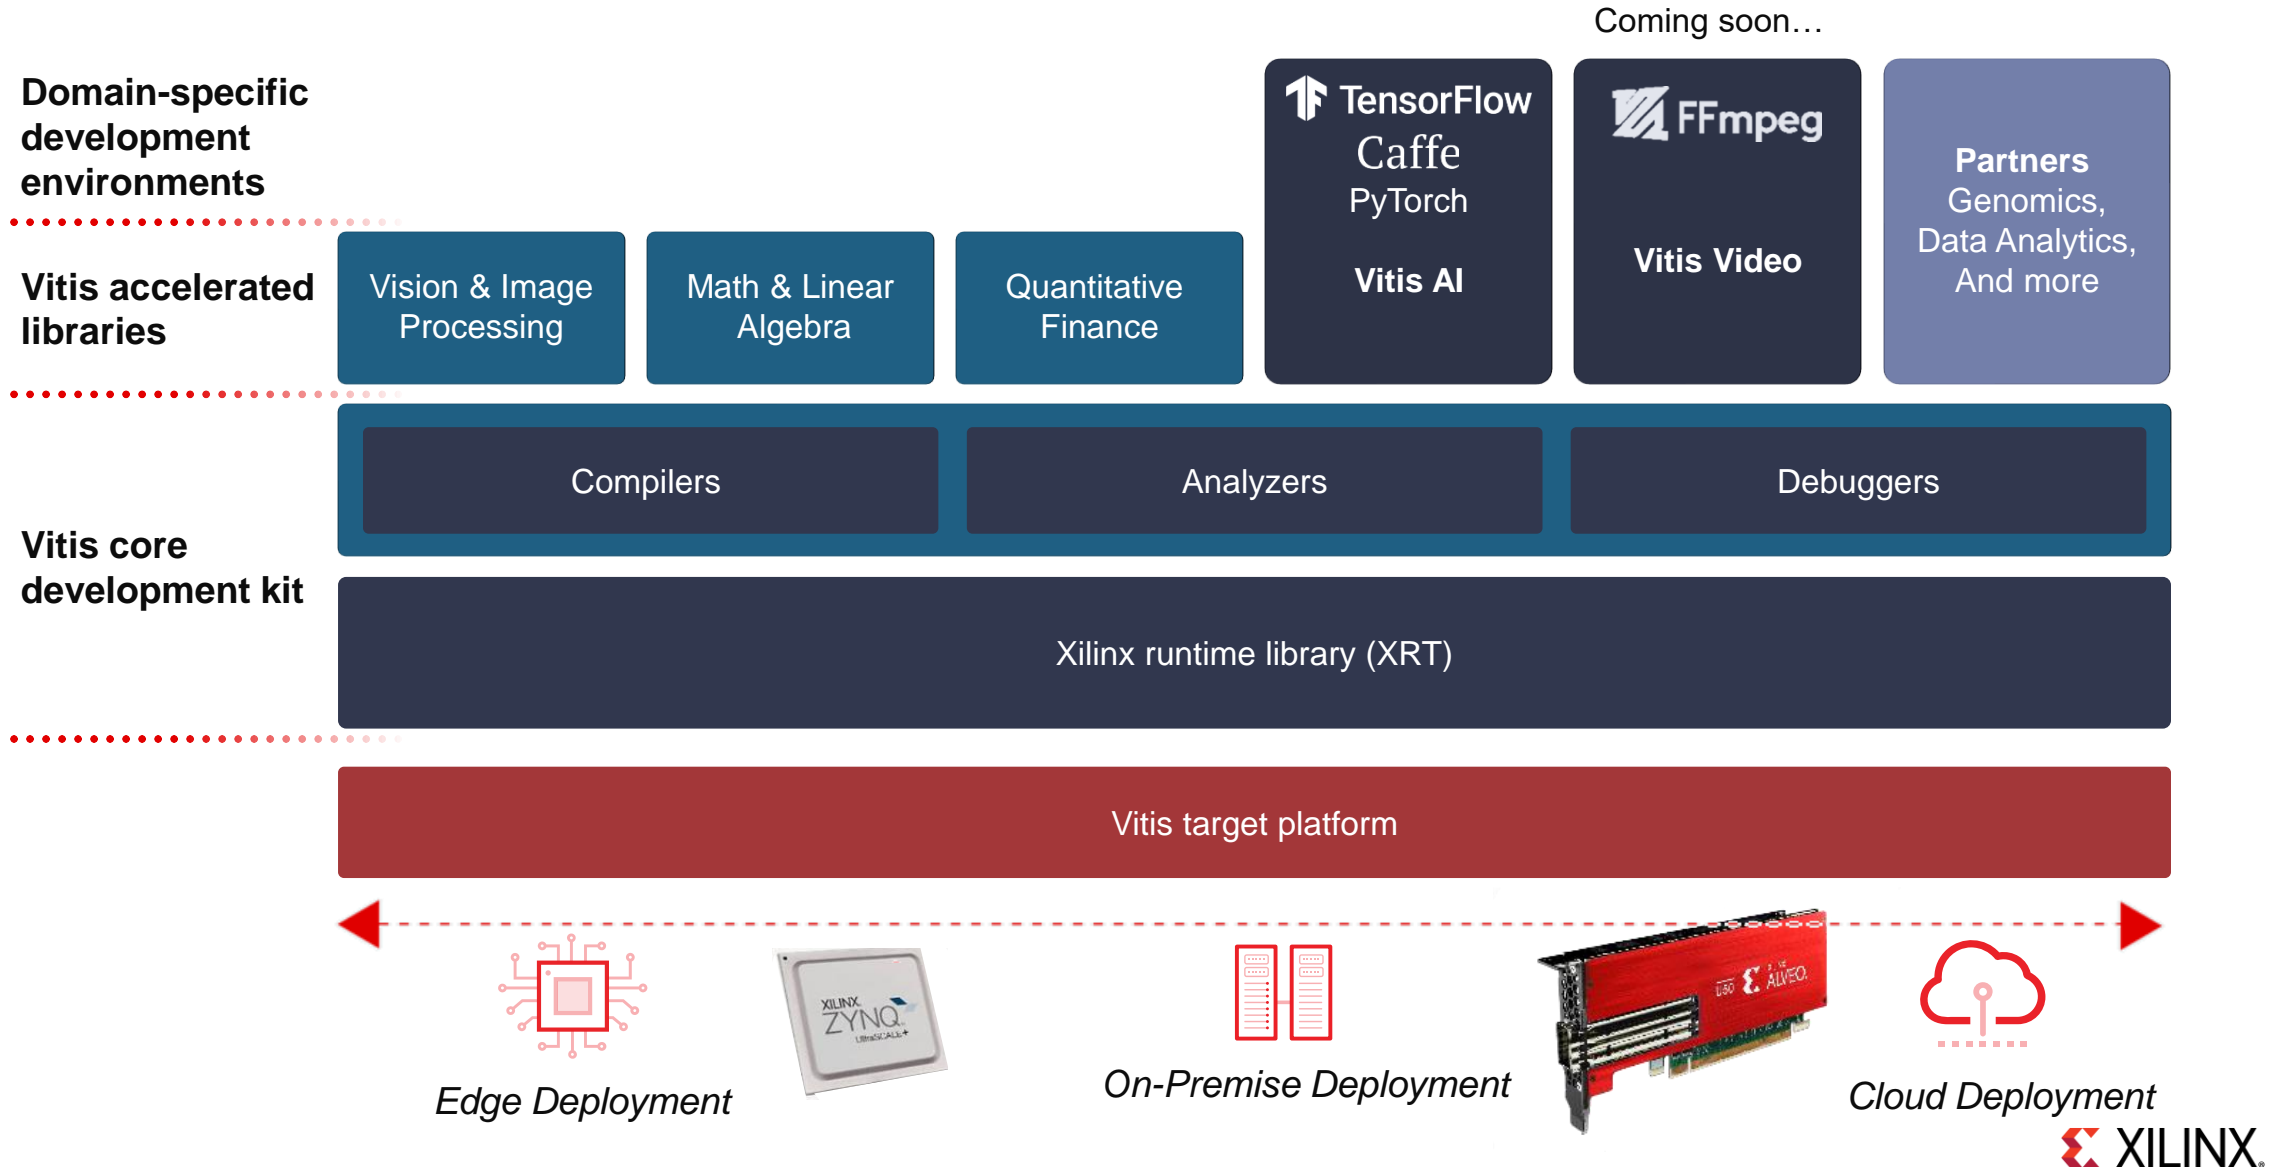 Coming soon…
Domain-specific
development
environments
TensorFlow
Caffe
PyTorch
Vitis AI
FFmpeg
Vitis Video
Partners
Genomics,
Data Analytics,
And more
Vitis accelerated
libraries
Vision & Image
Processing
Math & Linear
Algebra
Quantitative
Finance
Vitis core
development kit
Compilers
Analyzers
Debuggers
Xilinx runtime library (XRT)
Vitis target platform
Edge Deployment
XILINX
ZYNQ
UltraSCALE+
On-Premise Deployment
U50
ALVEO
Cloud Deployment
XILINX®